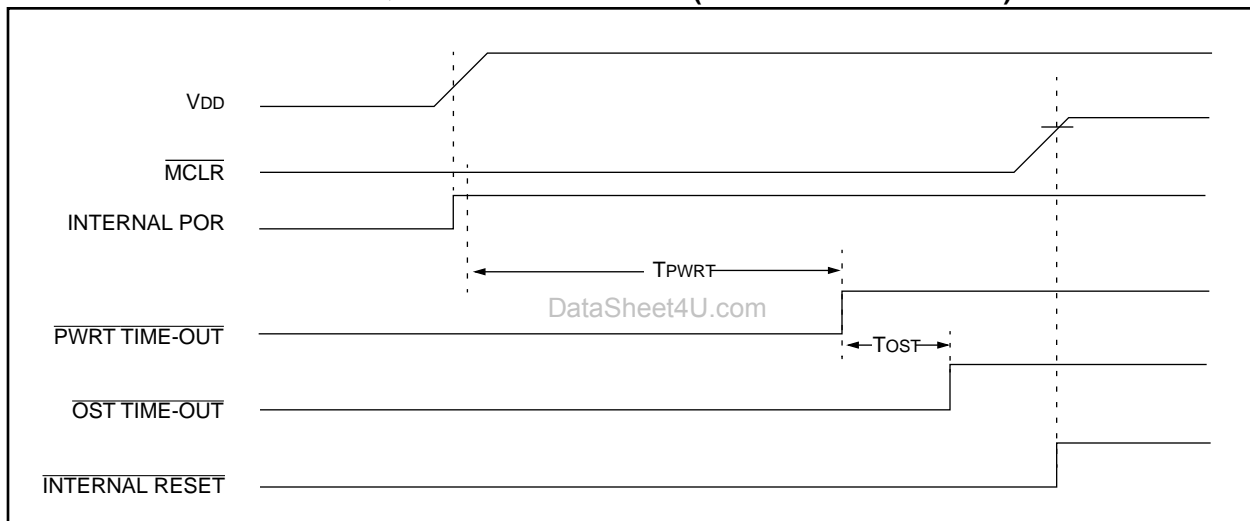 VDD
MCLR
INTERNAL POR
TPWRT
DataSheet4U.com
PWRT TIME-OUT
TOST
OST TIME-OUT
INTERNAL RESET